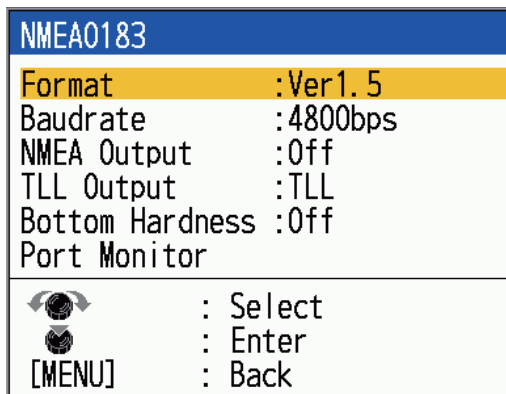 NMEA0183
Format :Ver1.5
Baudrate :4800bps
NMEA Output :Off
TLL Output :TLL
Bottom Hardness :Off
Port Monitor
: Select
: Enter
[MENU] : Back